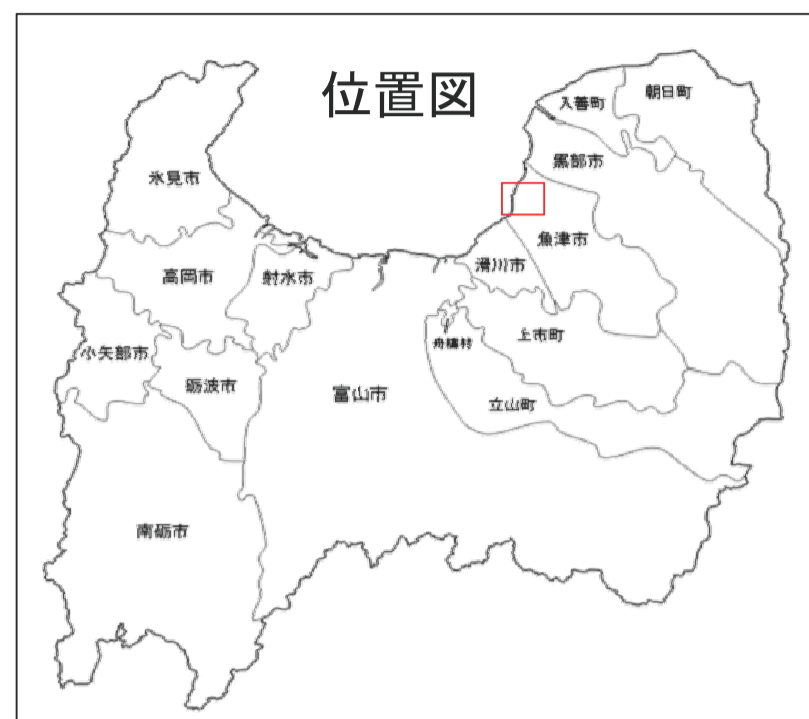 位置図
朝日町
入善町
黒部市
氷見市
魚津市
滑川市
高岡市
射水市
上市町
舟橋村
小矢部市
砺波市
富山市
立山町
南砺市